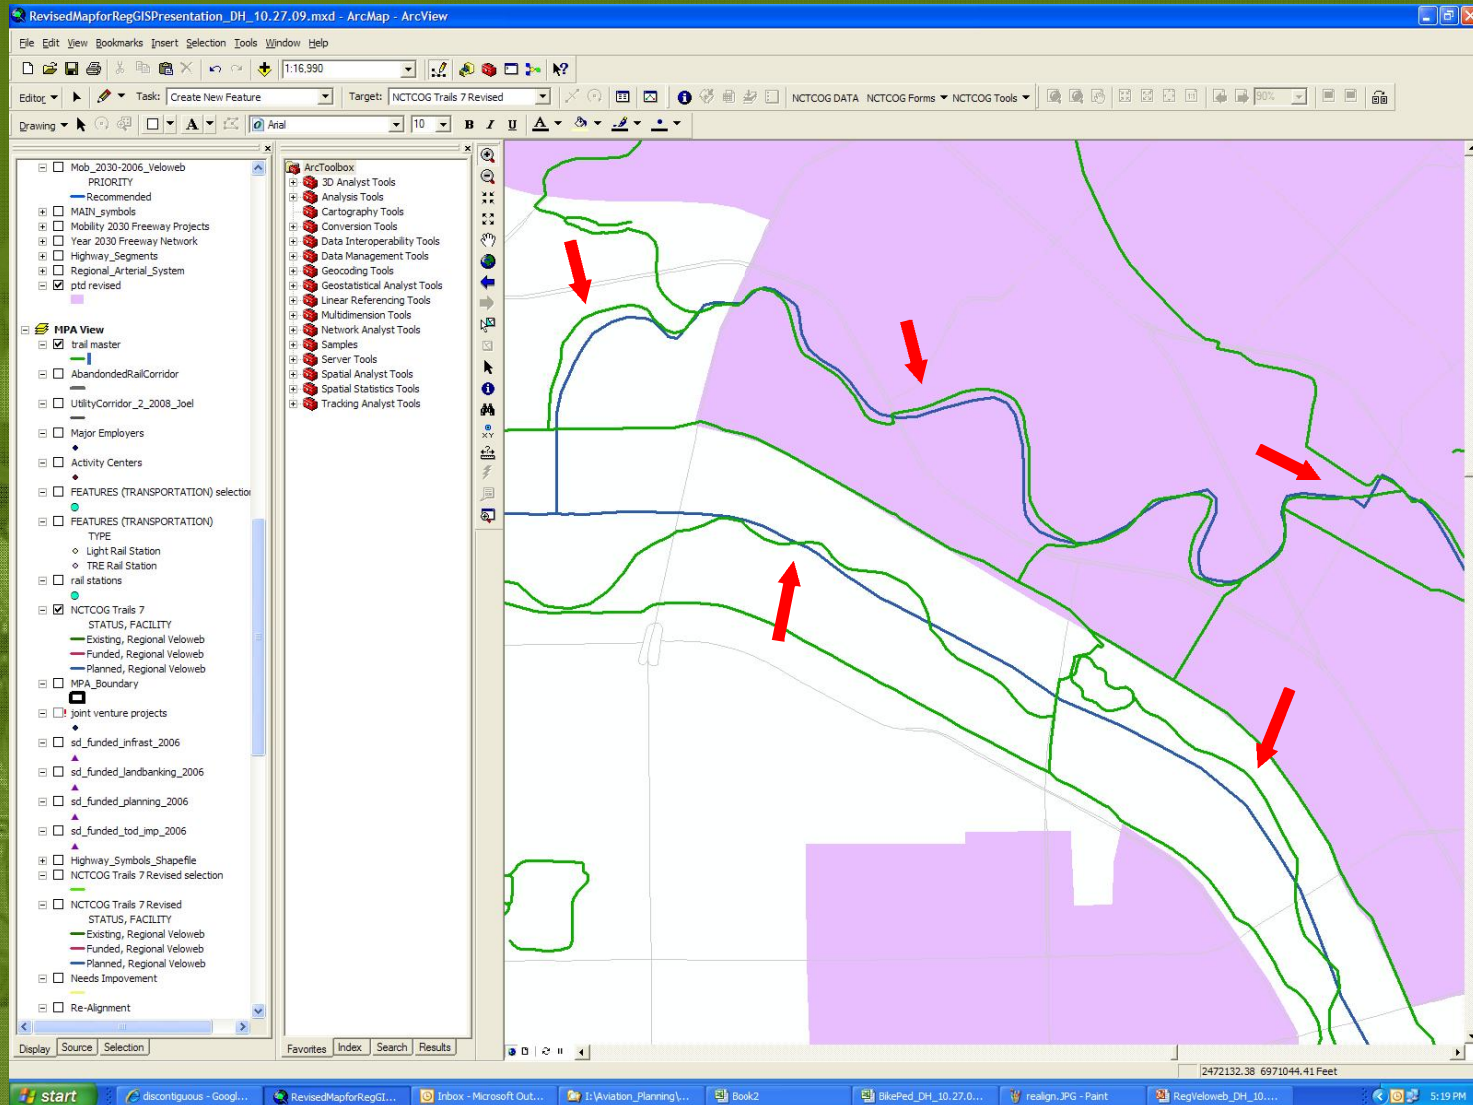 RevisedMapforRegGISPresentation_DH_10.27.09.mxd - ArcMap - ArcView
File Edit View Bookmarks Insert Selection Tools Window Help
1:16,990
Editor Task: Create New Feature Target: NCTCOG Trails 7 Revised NCTCOG DATA NCTCOG Forms NCTCOG Tools 90%
Drawing A Arial 10 B I U A
Mob_2030-2006_Veloweb
PRIORITY
Recommended
MAIN_symbols
Mobility 2030 Freeway Projects
Year 2030 Freeway Network
Highway_Segments
Regional_Arterial_System
ptd revised
MPA View
trail master
AbandondedRailCorridor
UtilityCorridor_2_2008_Joel
Major Employers
Activity Centers
FEATURES (TRANSPORTATION) selection
FEATURES (TRANSPORTATION)
TYPE
Light Rail Station
TRE Rail Station
rail stations
NCTCOG Trails 7
STATUS, FACILITY
Existing, Regional Veloweb
Funded, Regional Veloweb
Planned, Regional Veloweb
MPA_Boundary
joint venture projects
sd_funded_infrast_2006
sd_funded_landbanking_2006
sd_funded_planning_2006
sd_funded_tod_imp_2006
Highway_Symbols_Shapefile
NCTCOG Trails 7 Revised selection
NCTCOG Trails 7 Revised
STATUS, FACILITY
Existing, Regional Veloweb
Funded, Regional Veloweb
Planned, Regional Veloweb
Needs Impovement
Re-Alignment
Display Source Selection
ArcToolbox
3D Analyst Tools
Analysis Tools
Cartography Tools
Conversion Tools
Data Interoperability Tools
Data Management Tools
Geocoding Tools
Geostatistical Analyst Tools
Linear Referencing Tools
Multidimension Tools
Network Analyst Tools
Samples
Server Tools
Spatial Analyst Tools
Spatial Statistics Tools
Tracking Analyst Tools
Favorites Index Search Results
XY
2472132.38 6971044.41 Feet
start discontiguous - Googl... RevisedMapforRegGI... Inbox - Microsoft Out... I:\Aviation_Planning\... Book2 BikePed_DH_10.27.0... realign.JPG - Paint RegVeloweb_DH_10.... 5:19 PM